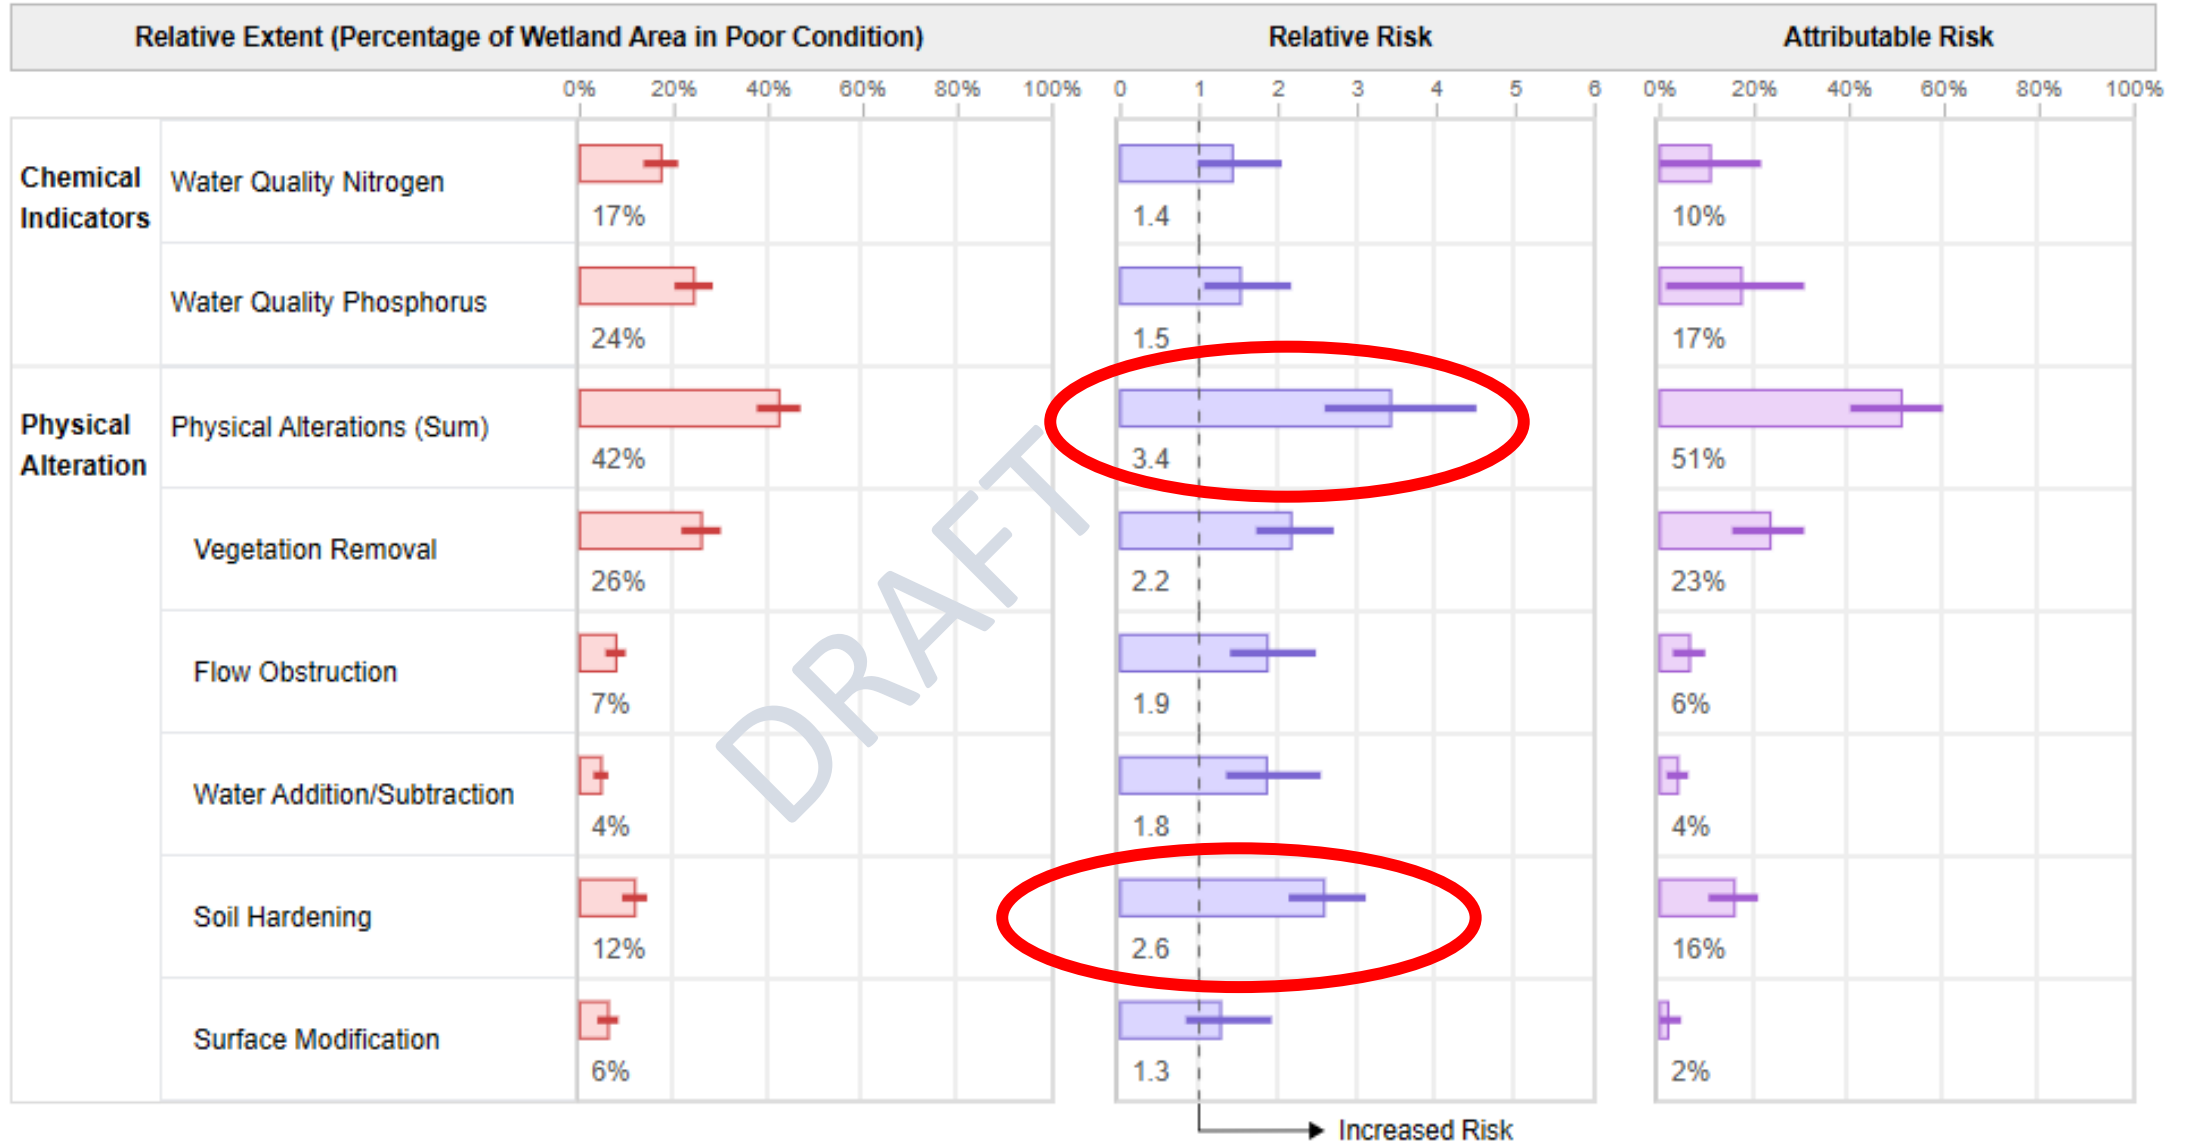 Relative Extent (Percentage of Wetland Area in Poor Condition) Relative Risk Attributable Risk
0% 20% 40% 60% 80% 100% 0 1 2 3 4 5 6 0% 20% 40% 60% 80% 100%
Chemical
Indicators
Water Quality Nitrogen
17% 1.4 10%
Water Quality Phosphorus
24% 1.5 17%
Physical
Alteration
Physical Alterations (Sum)
42% 3.4 51%
Vegetation Removal
26% 2.2 23%
Flow Obstruction
7% 1.9 6%
Water Addition/Subtraction
4% 1.8 4%
Soil Hardening
12% 2.6 16%
Surface Modification
6% 1.3 2%
Increased Risk
DRAFT